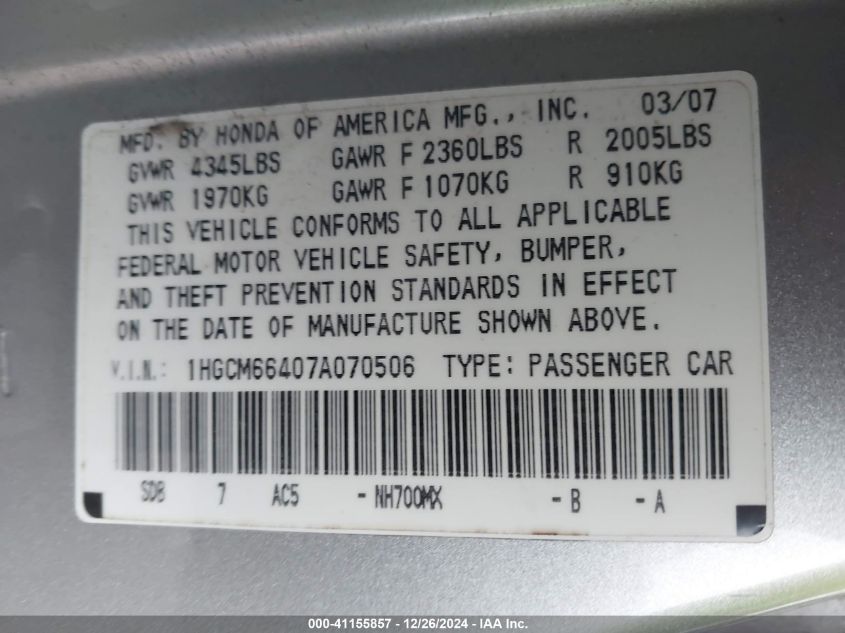 MFD. BY HONDA OF AMERICA MFG., INC. 03/07
GVWR 4345LBS GAWR F 2360LBS R 2005LBS
GVWR 1970KG GAWR F 1070KG R 910KG
THIS VEHICLE CONFORMS TO ALL APPLICABLE
FEDERAL MOTOR VEHICLE SAFETY, BUMPER,
AND THEFT PREVENTION STANDARDS IN EFFECT
ON THE DATE OF MANUFACTURE SHOWN ABOVE.
V.I.N.: 1HGCM66407A070506 TYPE: PASSENGER CAR
SDB 7 AC5 -NH700MX -B -A
000-41155857 - 12/26/2024 - IAA Inc.